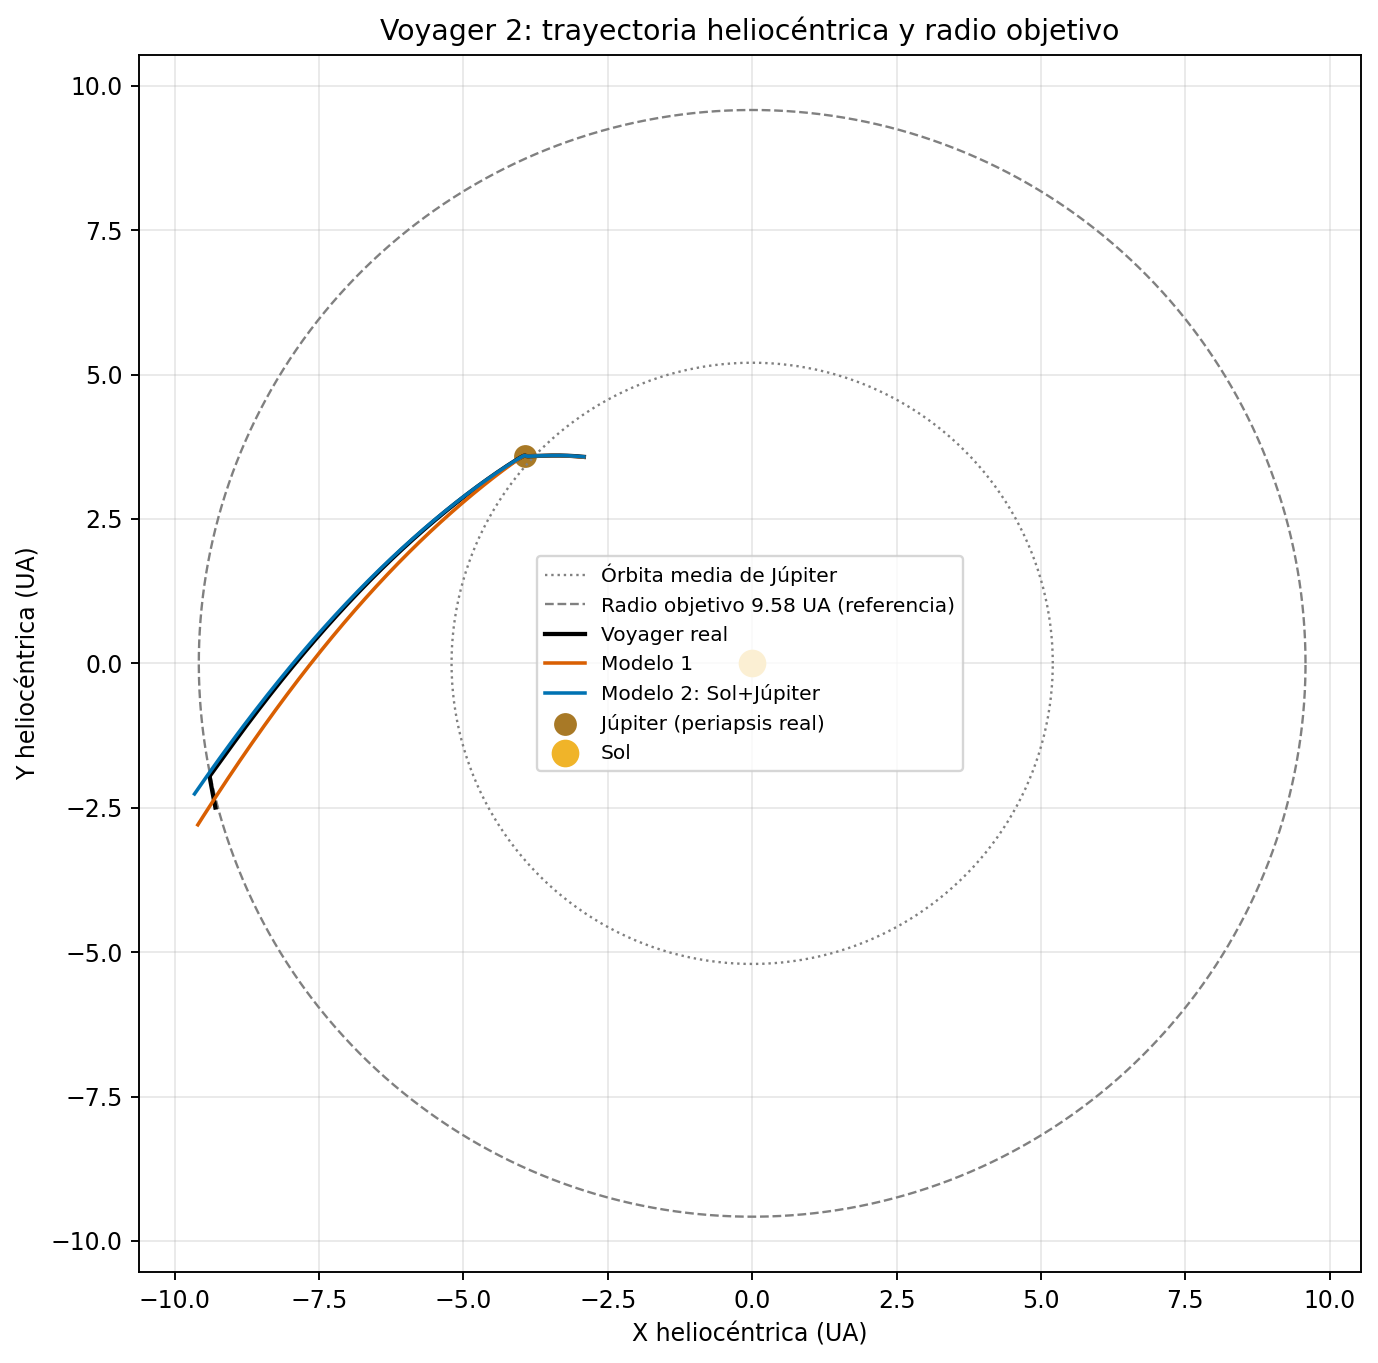 Voyager 2: trayectoria heliocéntrica y radio objetivo
10.0
7.5
5.0
2.5
0.0
−2.5
−5.0
−7.5
−10.0
Y heliocéntrica (UA)
Órbita media de Júpiter
Radio objetivo 9.58 UA (referencia)
Voyager real
Modelo 1
Modelo 2: Sol+Júpiter
Júpiter (periapsis real)
Sol
−10.0 −7.5 −5.0 −2.5 0.0 2.5 5.0 7.5 10.0
X heliocéntrica (UA)